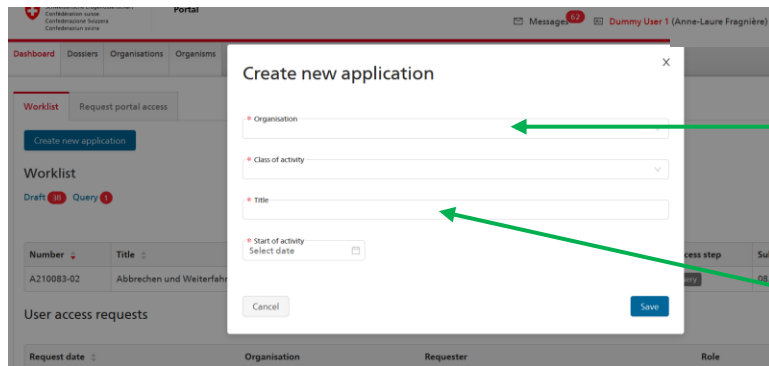 Confédération suisse
Confederazione Svizzera
Confederaziun svizra
Portal
Messages 62 Dummy User 1 (Anne-Laure Fragnière)
Dashboard Dossiers Organisations Organisms
Create new application
X
Worklist Request portal access
* Organisation
Create new application
* Class of activity
Worklist
Draft 38 Query 1
* Title
* Start of activity
Select date
Number Title
A210083-02 Abbrechen und Weiterfahr
Cancel Save
User access requests
Request date Organisation Requester Role